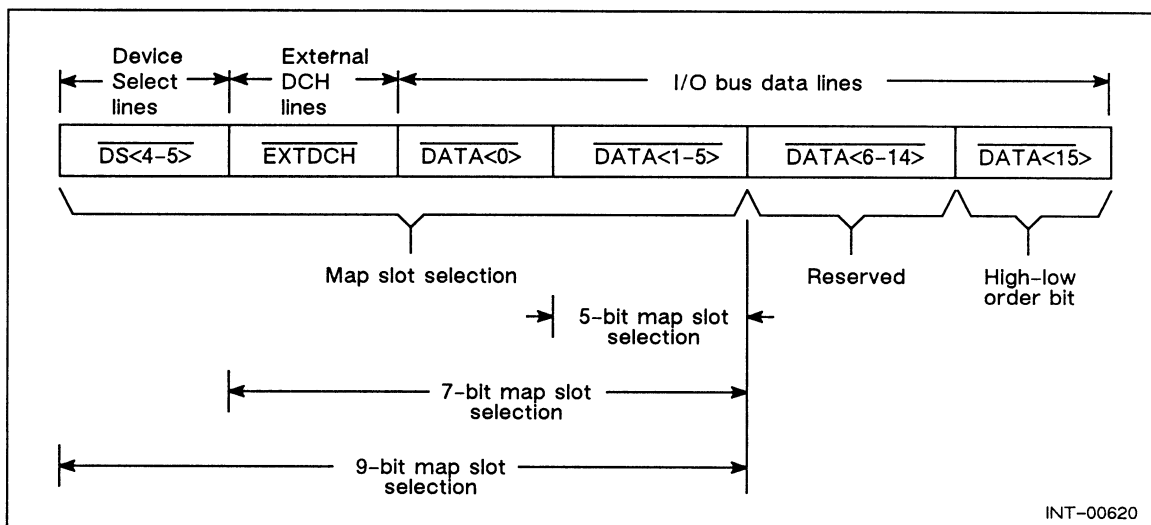 Device
Select
lines
External
DCH
lines
I/O bus data lines
DS<4-5>
EXTDCH
DATA<0>
DATA<1-5>
DATA<6-14>
DATA<15>
Map slot selection
Reserved
High-low
order bit
5-bit map slot
selection
7-bit map slot
selection
9-bit map slot
selection
INT-00620